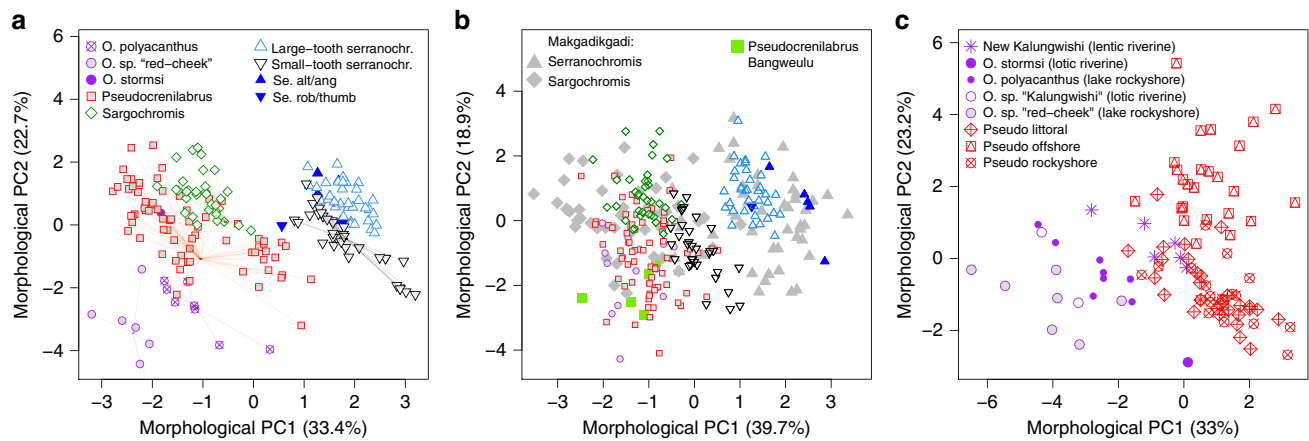 a
O. polyacanthus
O. sp. "red–cheek"
O. stormsi
Pseudocrenilabrus
Sargochromis
Large–tooth serranochr.
Small–tooth serranochr.
Se. alt/ang
Se. rob/thumb
Morphological PC2 (22.7%)
6
4
2
0
−2
−4
−3 −2 −1 0 1 2 3
Morphological PC1 (33.4%)
b
Makgadikgadi:
Serranochromis
Sargochromis
Pseudocrenilabrus
Bangweulu
Morphological PC2 (18.9%)
4
2
0
−2
−4
−3 −2 −1 0 1 2 3
Morphological PC1 (39.7%)
c
New Kalungwishi (lentic riverine)
O. stormsi (lotic riverine)
O. polyacanthus (lake rockyshore)
O. sp. "Kalungwishi" (lotic riverine)
O. sp. "red–cheek" (lake rockyshore)
Pseudo littoral
Pseudo offshore
Pseudo rockyshore
Morphological PC2 (23.2%)
6
4
2
0
−2
−6 −4 −2 0 2
Morphological PC1 (33%)